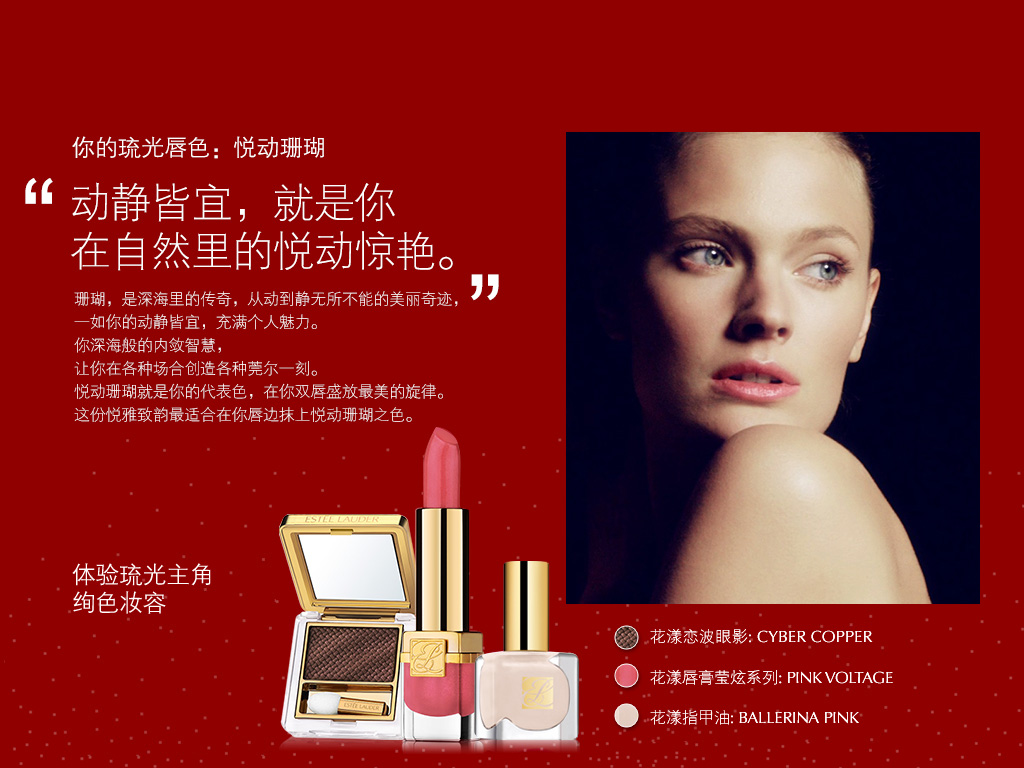 你的琉光唇色：悦动珊瑚
“动静皆宜，就是你
在自然里的悦动惊艳。”
珊瑚，是深海里的传奇，从动到静无所不能的美丽奇迹，
一如你的动静皆宜，充满个人魅力。
你深海般的内敛智慧，
让你在各种场合创造各种莞尔一刻。
悦动珊瑚就是你的代表色，在你双唇盛放最美的旋律。
这份悦雅致韵最适合在你唇边抹上悦动珊瑚之色。
ESTEE LAUDER
ESTEE LAUDER
体验琉光主角
绚色妆容
花漾恋波眼影: CYBER COPPER
花漾唇膏莹炫系列: PINK VOLTAGE
花漾指甲油: BALLERINA PINK